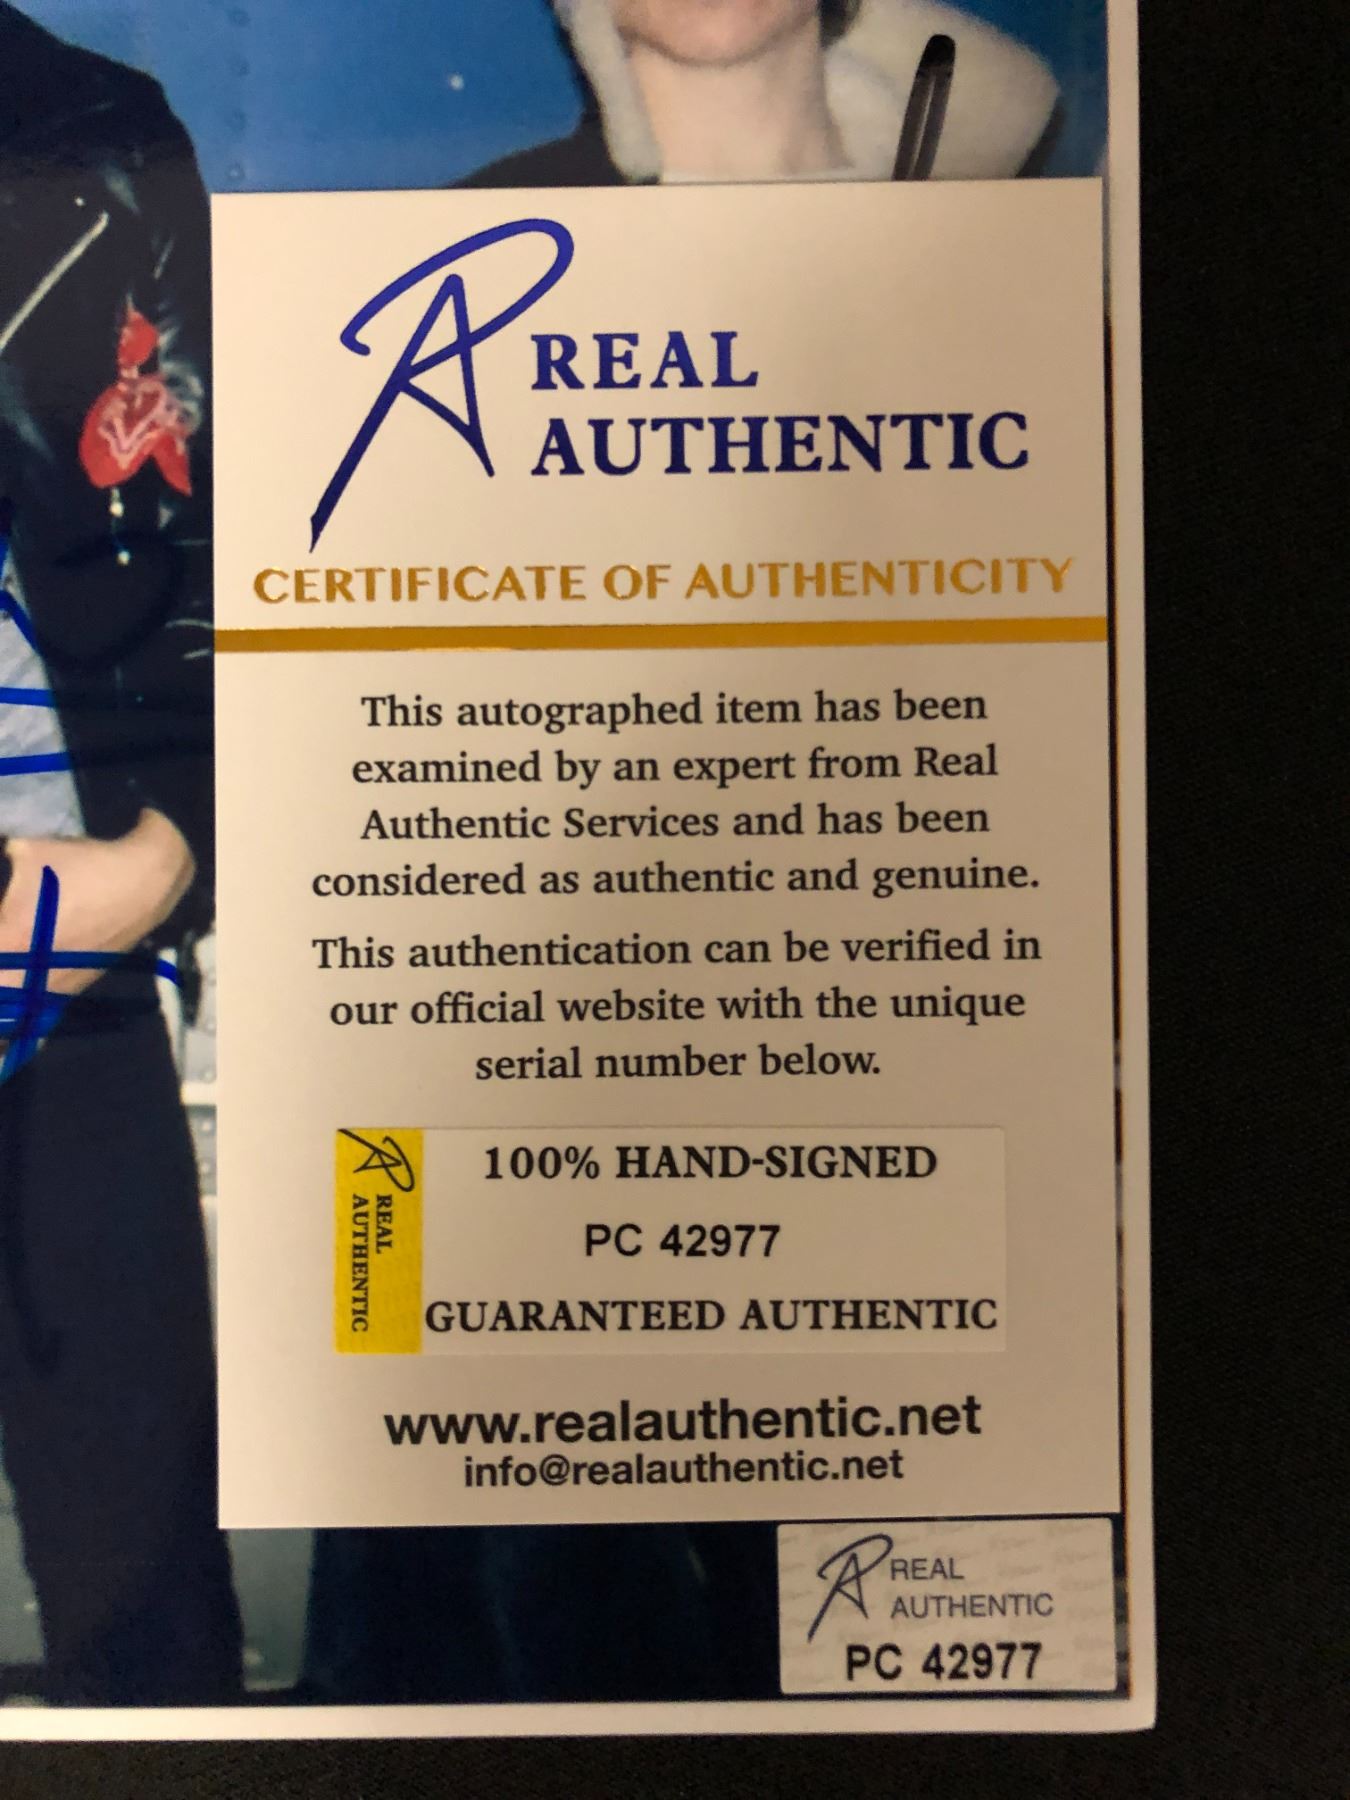 REAL
AUTHENTIC
CERTIFICATE OF AUTHENTICITY
This autographed item has been
examined by an expert from Real
Authentic Services and has been
considered as authentic and genuine.
This authentication can be verified in
our official website with the unique
serial number below.
REAL
AUTHENTIC
100% HAND-SIGNED
PC 42977
GUARANTEED AUTHENTIC
www.realauthentic.net
info@realauthentic.net
REAL
AUTHENTIC
PC 42977